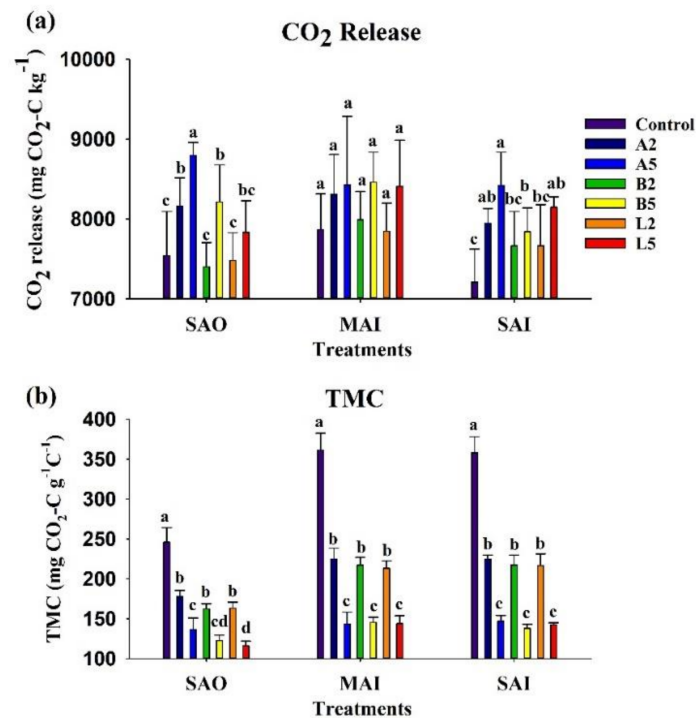 (a)
CO2 Release
10000
9000
8000
7000
CO2 release (mg CO2-C kg-1)
c b a c b c bc
a a a a a a a
c ab a bc b bc ab
SAO MAI SAI
Treatments
Control
A2
A5
B2
B5
L2
L5
(b)
TMC
400
350
300
250
200
150
100
TMC (mg CO2-C g-1C-1)
a b c b cd b d
a b c b c b c
a b c b c b c
SAO MAI SAI
Treatments